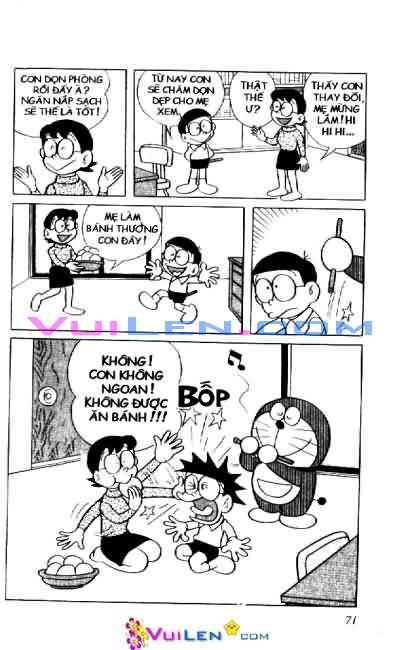 CON DỌN PHÒNG
RỒI ĐẤY À?
NGĂN NẮP SẠCH
SẼ THẾ LÀ TỐT!
TỪ NAY CON
SẼ CHĂM DỌN
DẸP CHO MẸ
XEM.
THẬT
THẾ
Ư?
THẤY CON
THAY ĐỔI,
MẸ MỪNG
LẮM! HI
HI HI...
MẸ LÀM
BÁNH THƯỞNG
CON ĐÂY!
VUILEN.COM
KHÔNG!
CON KHÔNG
NGOAN!
KHÔNG ĐƯỢC
ĂN BÁNH!!!
BỐP
71
VUILEN.COM